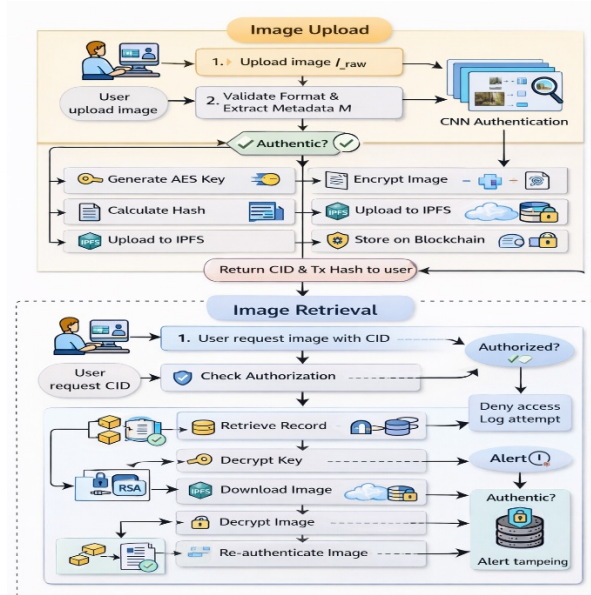 Image Upload
1. Upload image /_raw
User
upload image
2. Validate Format &
Extract Metadata M
CNN Authentication
Authentic?
Generate AES Key
Encrypt Image
Calculate Hash
IPFS
Upload to IPFS
IPFS
Upload to IPFS
Store on Blockchain
Return CID & Tx Hash to user
Image Retrieval
1. User request image with CID
Authorized?
User
request CID
Check Authorization
Deny access
Log attempt
Retrieve Record
Decrypt Key
Alert
RSA
IPFS
Download Image
Authentic?
Decrypt Image
Re-authenticate Image
Alert tampeing